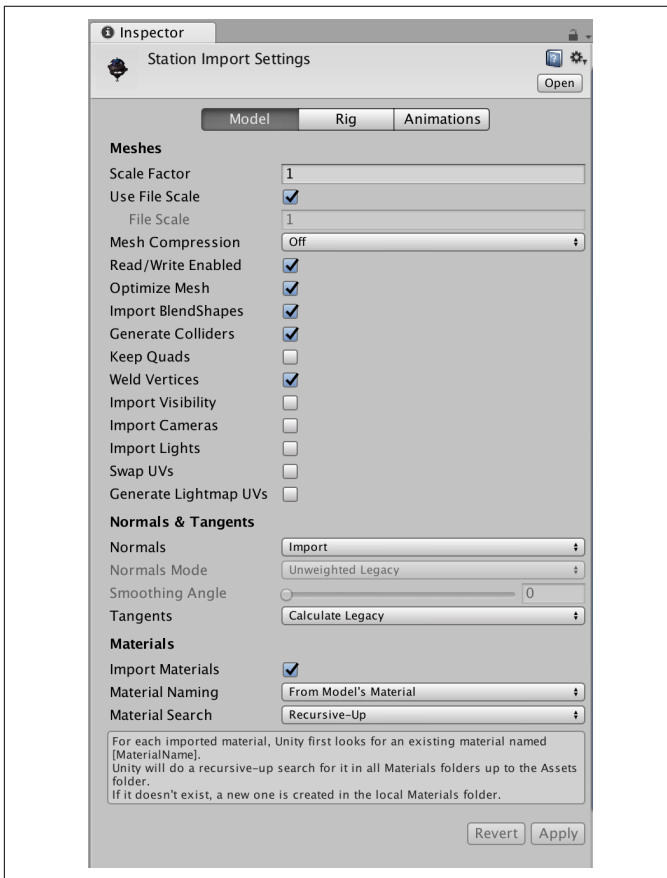 Inspector
Station Import Settings
Open
Model Rig Animations
Meshes
Scale Factor 1
Use File Scale
File Scale 1
Mesh Compression Off
Read/Write Enabled
Optimize Mesh
Import BlendShapes
Generate Colliders
Keep Quads
Weld Vertices
Import Visibility
Import Cameras
Import Lights
Swap UVs
Generate Lightmap UVs
Normals & Tangents
Normals Import
Normals Mode Unweighted Legacy
Smoothing Angle 0
Tangents Calculate Legacy
Materials
Import Materials
Material Naming From Model's Material
Material Search Recursive-Up
For each imported material, Unity first looks for an existing material named
[MaterialName].
Unity will do a recursive-up search for it in all Materials folders up to the Assets
folder.
If it doesn't exist, a new one is created in the local Materials folder.
Revert Apply